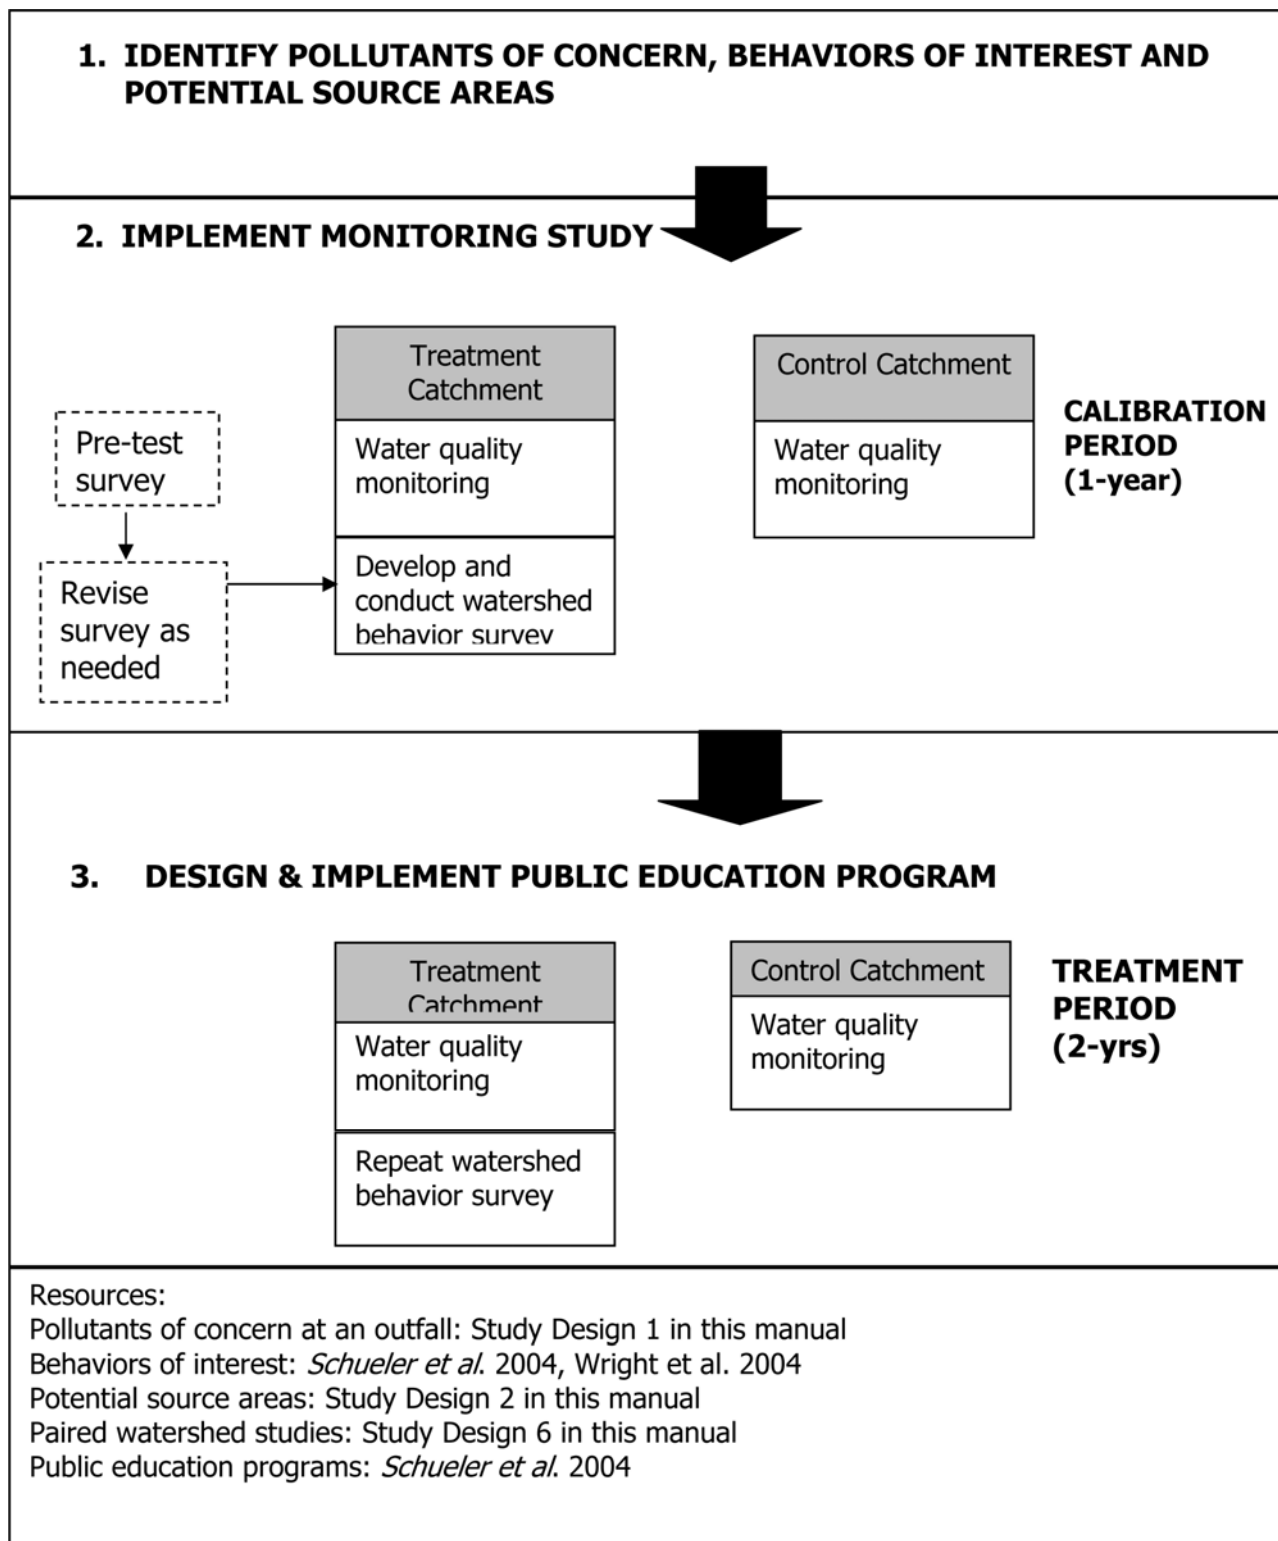 1. IDENTIFY POLLUTANTS OF CONCERN, BEHAVIORS OF INTEREST AND
POTENTIAL SOURCE AREAS
2. IMPLEMENT MONITORING STUDY
Treatment
Catchment
Water quality
monitoring
Develop and
conduct watershed
behavior survey
Control Catchment
Water quality
monitoring
CALIBRATION
PERIOD
(1-year)
Pre-test
survey
Revise
survey as
needed
3. DESIGN & IMPLEMENT PUBLIC EDUCATION PROGRAM
Treatment
Catchment
Water quality
monitoring
Repeat watershed
behavior survey
Control Catchment
Water quality
monitoring
TREATMENT
PERIOD
(2-yrs)
Resources:
Pollutants of concern at an outfall: Study Design 1 in this manual
Behaviors of interest: Schueler et al. 2004, Wright et al. 2004
Potential source areas: Study Design 2 in this manual
Paired watershed studies: Study Design 6 in this manual
Public education programs: Schueler et al. 2004